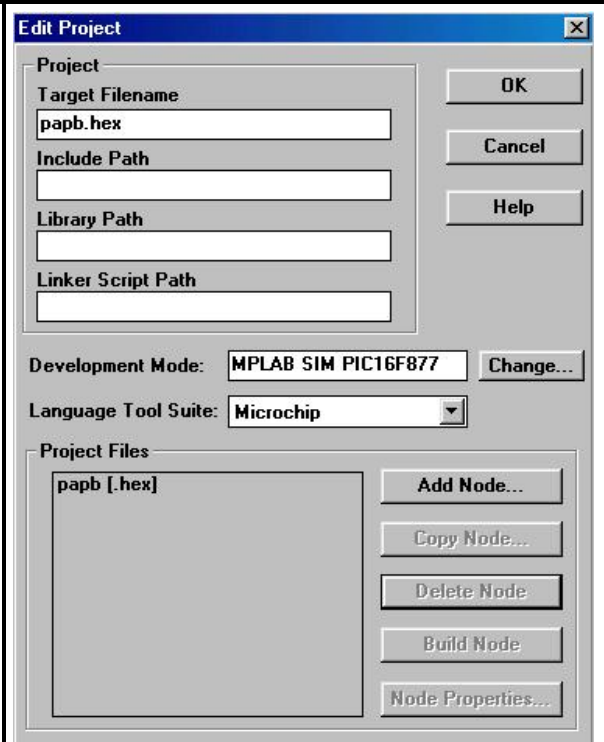 Edit Project
Project
Target Filename
papb.hex
Include Path
Library Path
Linker Script Path
OK
Cancel
Help
Development Mode: MPLAB SIM PIC16F877 Change...
Language Tool Suite: Microchip
Project Files
papb [.hex]
Add Node...
Copy Node...
Delete Node
Build Node
Node Properties...